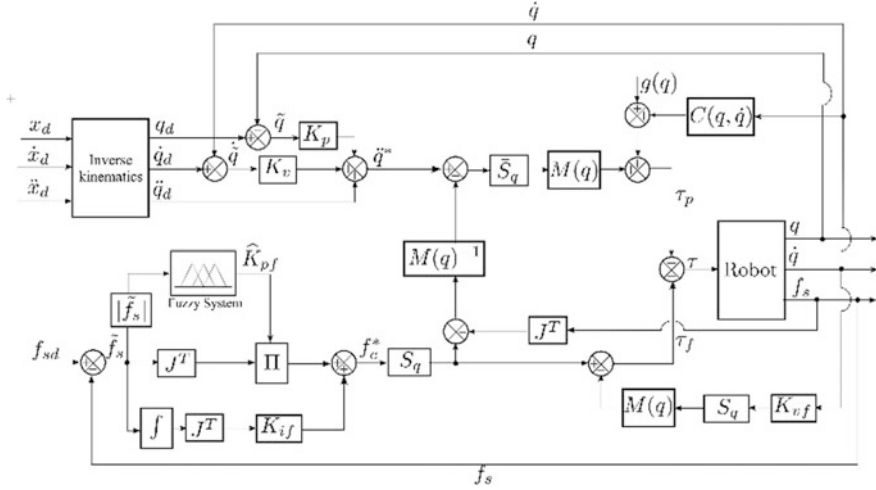 q̇
q
g(q)
x_d
q_d
q̃
K_p
C(q, q̇)
ẋ_d
Inverse
kinematics
q̇_d
q̃̇
K_v
q̈*
S̄_q
M(q)
ẍ_d
q̈_d
τ_p
M(q)⁻¹
q
K̂_pf
τ
Robot
q̇
|f̃_s|
Fuzzy System
f_s
J^T
f_sd
f̃_s
J^T
Π
f_c*
S_q
τ_f
M(q)
S_q
K_vf
∫
J^T
K_if
f_s